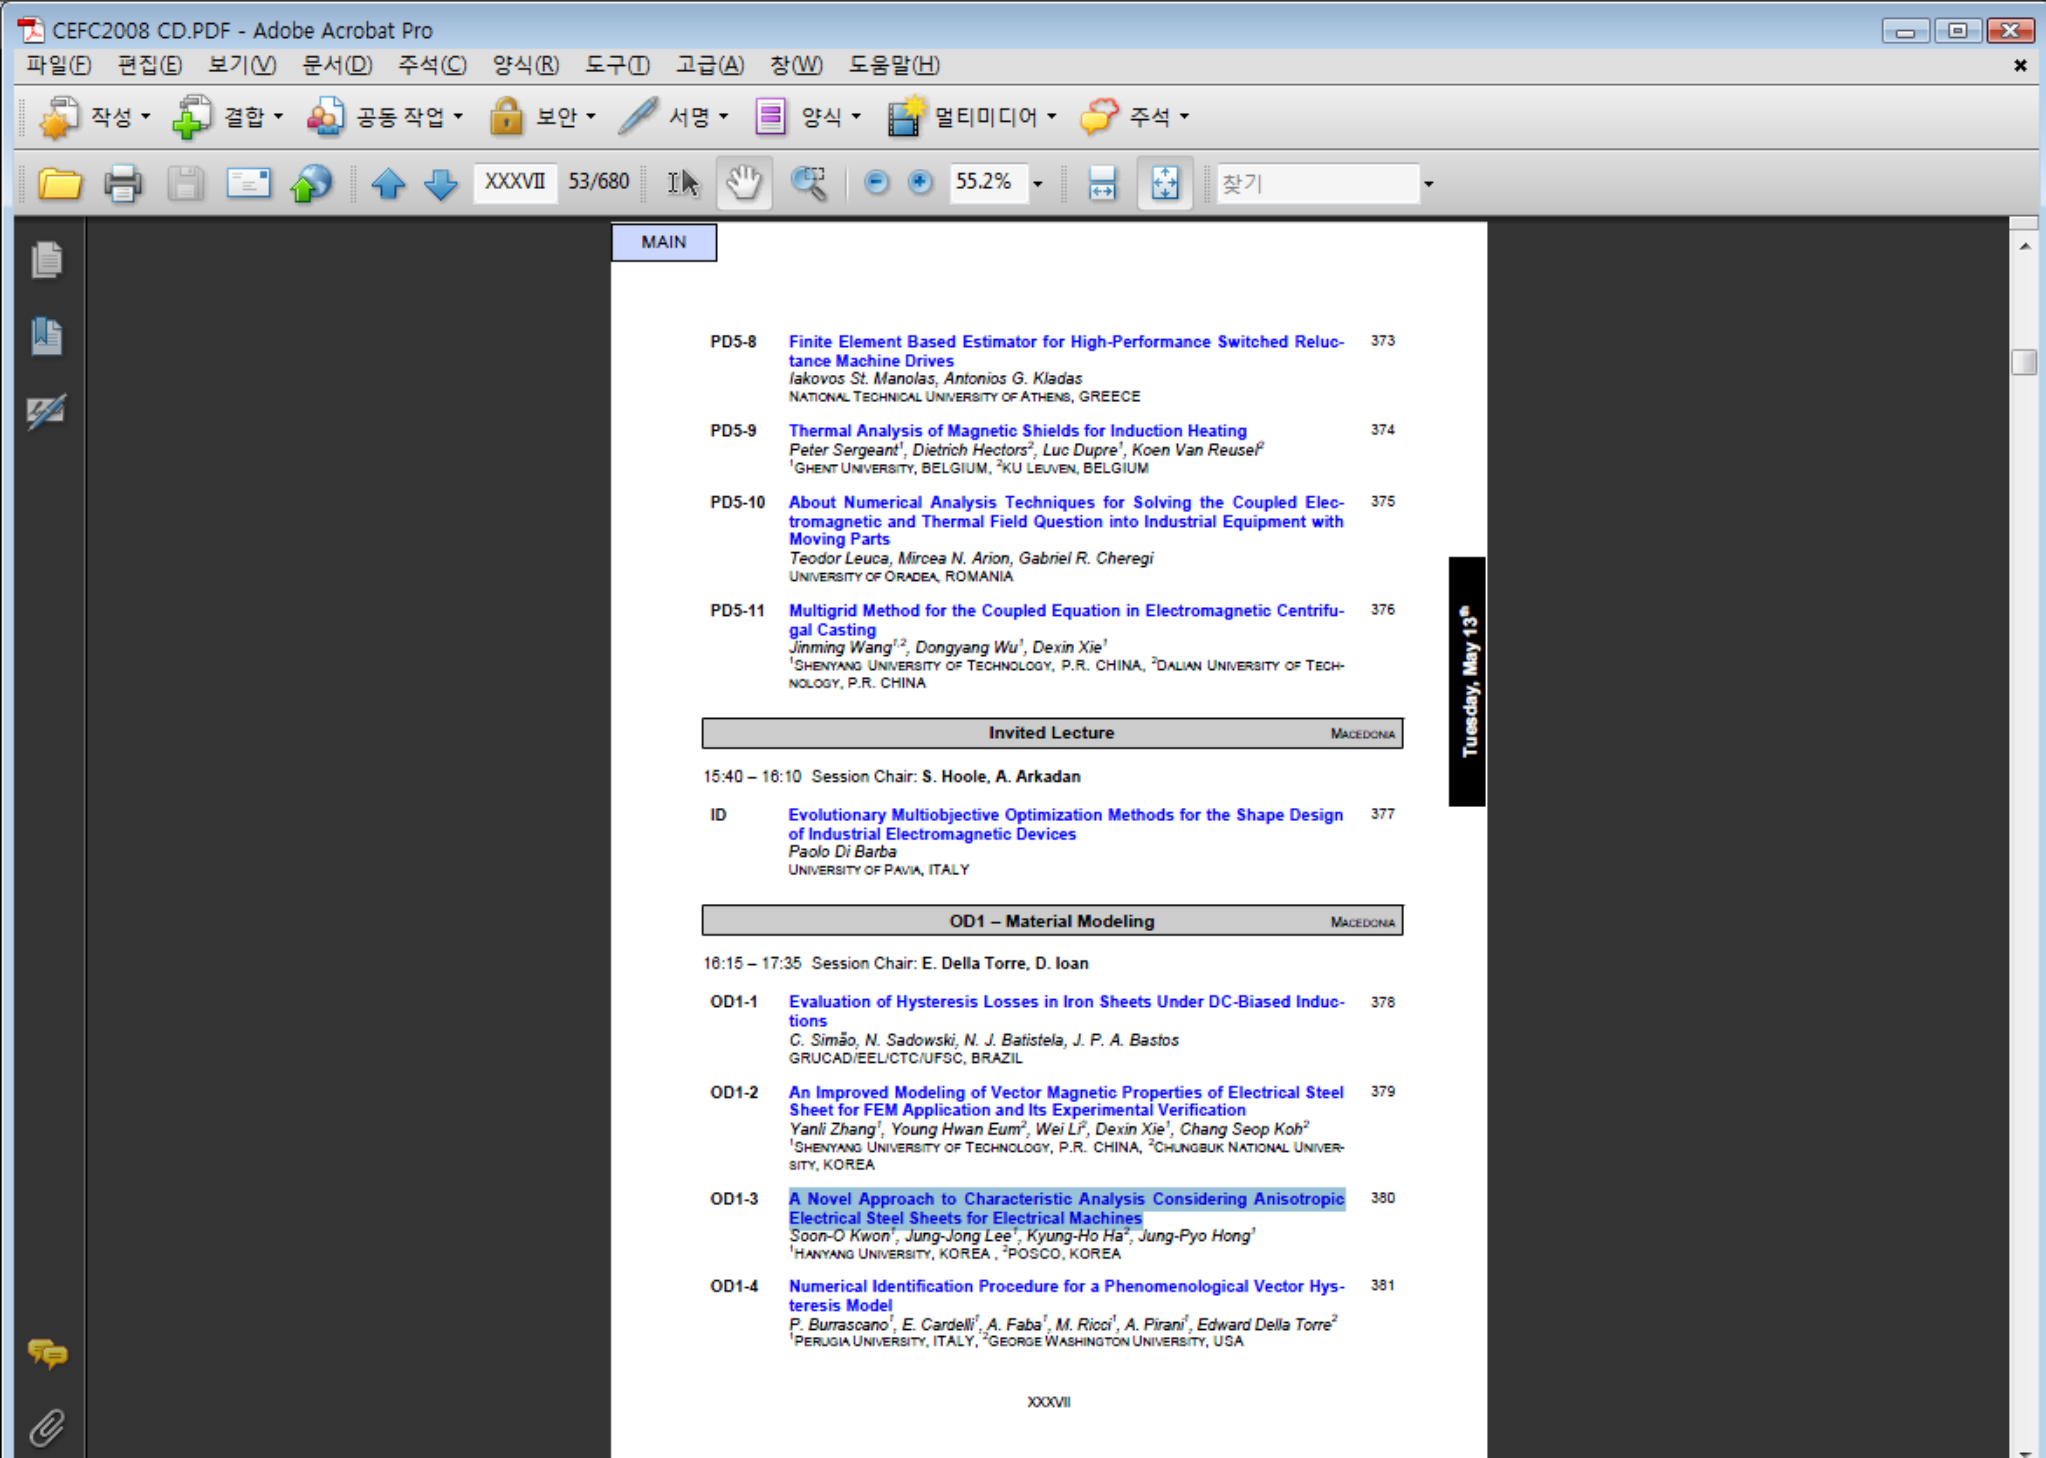 CEFC2008 CD.PDF - Adobe Acrobat Pro
파일(F) 편집(E) 보기(V) 문서(D) 주석(C) 양식(R) 도구(T) 고급(A) 창(W) 도움말(H)
작성 결합 공동 작업 보안 서명 양식 멀티미디어 주석
XXXVII 53/680 55.2% 찾기
MAIN
PD5-8 Finite Element Based Estimator for High-Performance Switched Reluc- 373
tance Machine Drives
Iakovos St. Manolas, Antonios G. Kladas
NATIONAL TECHNICAL UNIVERSITY OF ATHENS, GREECE
PD5-9 Thermal Analysis of Magnetic Shields for Induction Heating 374
Peter Sergeant¹, Dietrich Hectors², Luc Dupre¹, Koen Van Reusel²
¹GHENT UNIVERSITY, BELGIUM, ²KU LEUVEN, BELGIUM
PD5-10 About Numerical Analysis Techniques for Solving the Coupled Elec- 375
tromagnetic and Thermal Field Question into Industrial Equipment with
Moving Parts
Teodor Leuca, Mircea N. Arion, Gabriel R. Cheregi
UNIVERSITY OF ORADEA, ROMANIA
PD5-11 Multigrid Method for the Coupled Equation in Electromagnetic Centrifu- 376
gal Casting
Jinming Wang¹,², Dongyang Wu¹, Dexin Xie¹
¹SHENYANG UNIVERSITY OF TECHNOLOGY, P.R. CHINA, ²DALIAN UNIVERSITY OF TECH-
NOLOGY, P.R. CHINA
Tuesday, May 13th
Invited Lecture MACEDONIA
15:40 – 16:10 Session Chair: S. Hoole, A. Arkadan
ID Evolutionary Multiobjective Optimization Methods for the Shape Design 377
of Industrial Electromagnetic Devices
Paolo Di Barba
UNIVERSITY OF PAVIA, ITALY
OD1 – Material Modeling MACEDONIA
16:15 – 17:35 Session Chair: E. Della Torre, D. Ioan
OD1-1 Evaluation of Hysteresis Losses in Iron Sheets Under DC-Biased Induc- 378
tions
C. Simão, N. Sadowski, N. J. Batistela, J. P. A. Bastos
GRUCAD/EEL/CTC/UFSC, BRAZIL
OD1-2 An Improved Modeling of Vector Magnetic Properties of Electrical Steel 379
Sheet for FEM Application and Its Experimental Verification
Yanli Zhang¹, Young Hwan Eum², Wei Li², Dexin Xie¹, Chang Seop Koh²
¹SHENYANG UNIVERSITY OF TECHNOLOGY, P.R. CHINA, ²CHUNGBUK NATIONAL UNIVER-
SITY, KOREA
OD1-3 A Novel Approach to Characteristic Analysis Considering Anisotropic 380
Electrical Steel Sheets for Electrical Machines
Soon-O Kwon¹, Jung-Jong Lee¹, Kyung-Ho Ha², Jung-Pyo Hong¹
¹HANYANG UNIVERSITY, KOREA , ²POSCO, KOREA
OD1-4 Numerical Identification Procedure for a Phenomenological Vector Hys- 381
teresis Model
P. Burrascano¹, E. Cardelli¹, A. Faba¹, M. Ricci¹, A. Pirani¹, Edward Della Torre²
¹PERUGIA UNIVERSITY, ITALY, ²GEORGE WASHINGTON UNIVERSITY, USA
XXXVII